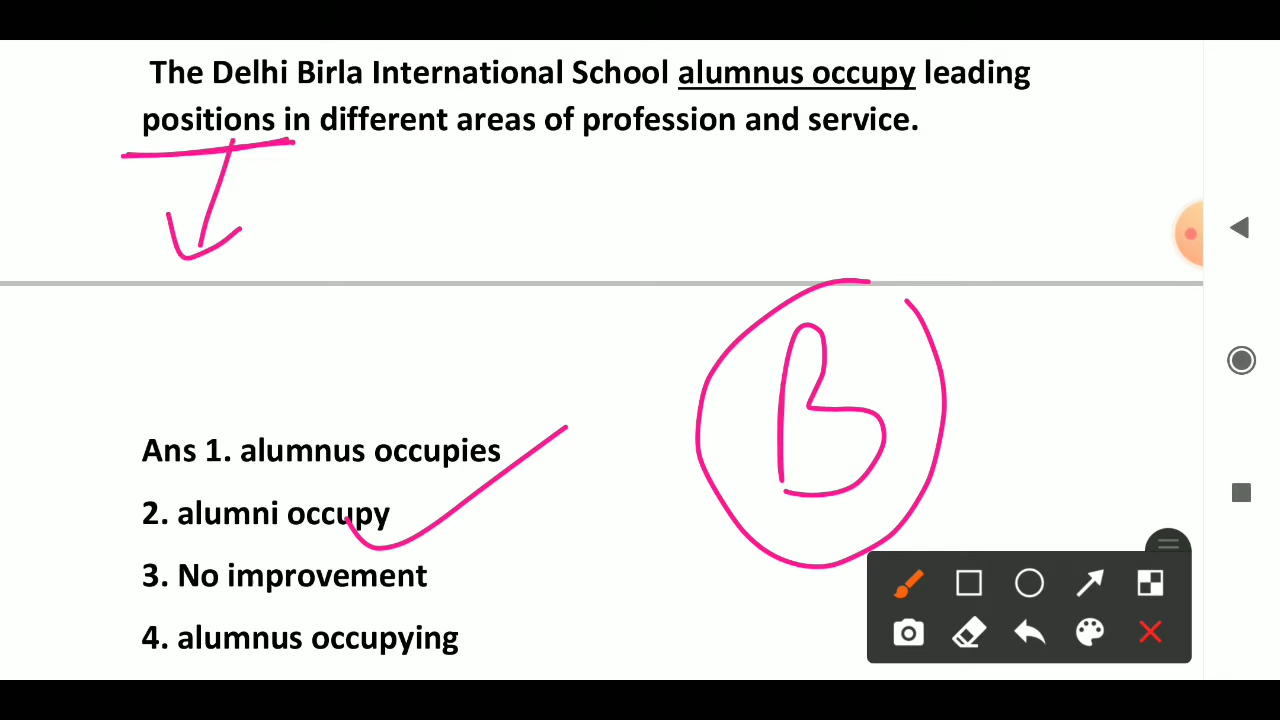 The Delhi Birla International School alumnus occupy leading
positions in different areas of profession and service.
B
Ans 1. alumnus occupies
2. alumni occupy
3. No improvement
4. alumnus occupying